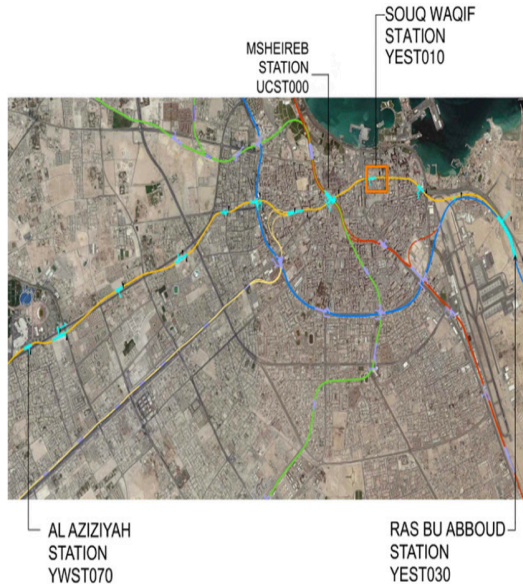 SOUQ WAQIF
STATION
YEST010
MSHEIREB
STATION
UCST000
AL AZIZIYAH
STATION
YWST070
RAS BU ABBOUD
STATION
YEST030